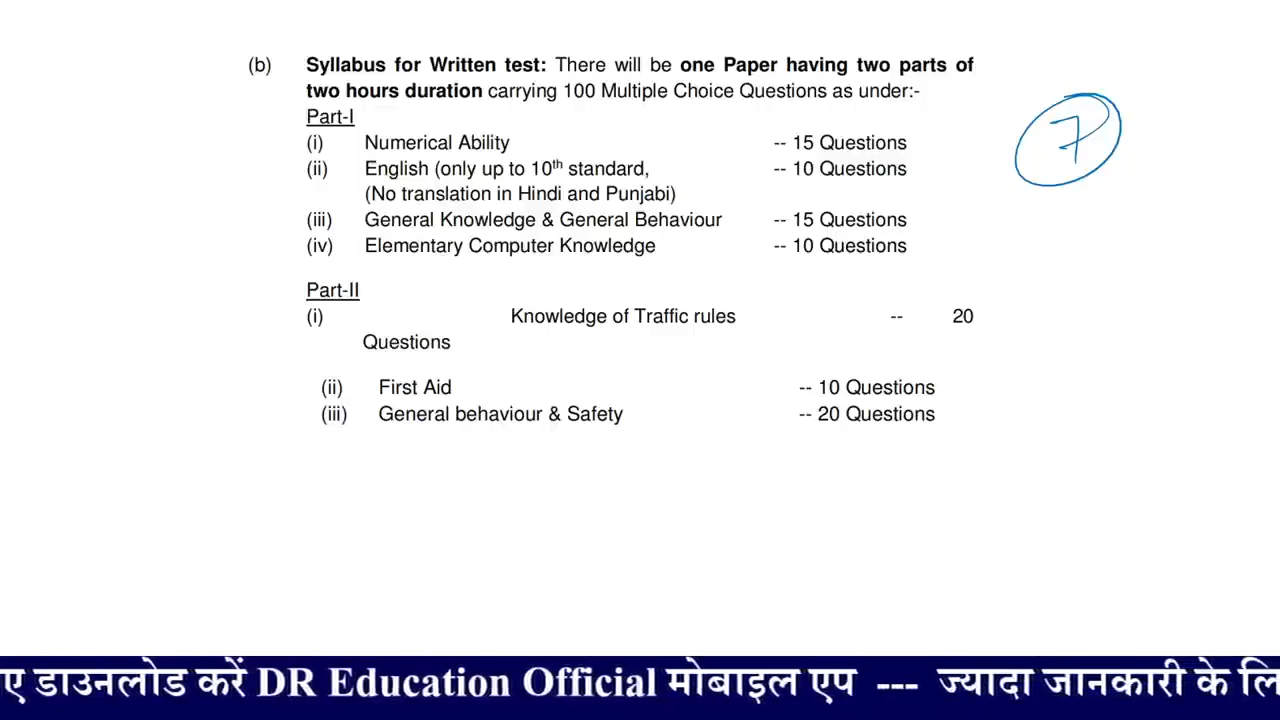 (b) Syllabus for Written test: There will be one Paper having two parts of
two hours duration carrying 100 Multiple Choice Questions as under:-
Part-I
(i) Numerical Ability -- 15 Questions
(ii) English (only up to 10th standard, -- 10 Questions
(No translation in Hindi and Punjabi)
(iii) General Knowledge & General Behaviour -- 15 Questions
(iv) Elementary Computer Knowledge -- 10 Questions
Part-II
(i) Knowledge of Traffic rules -- 20
Questions
(ii) First Aid -- 10 Questions
(iii) General behaviour & Safety -- 20 Questions
7
ए डाउनलोड करें DR Education Official मोबाइल एप --- ज्यादा जानकारी के लि